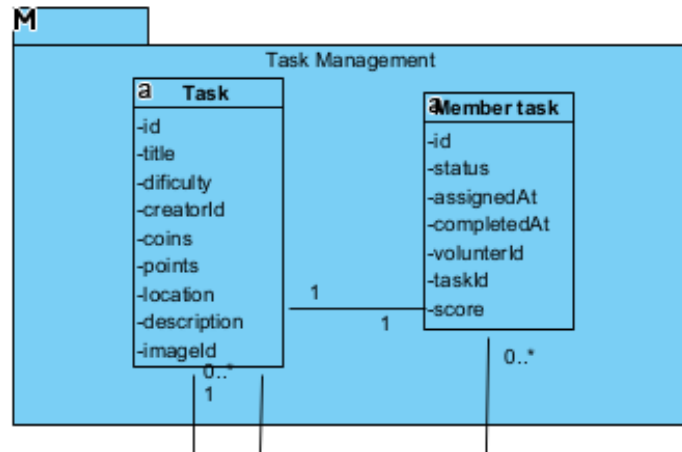 M
Task Management
a
Task
-id
-title
-dificulty
-creatorId
-coins
-points
-location
-description
-imageId
a
Member task
-id
-status
-assignedAt
-completedAt
-volunterId
-taskId
-score
1
1
0..*
1
0..*